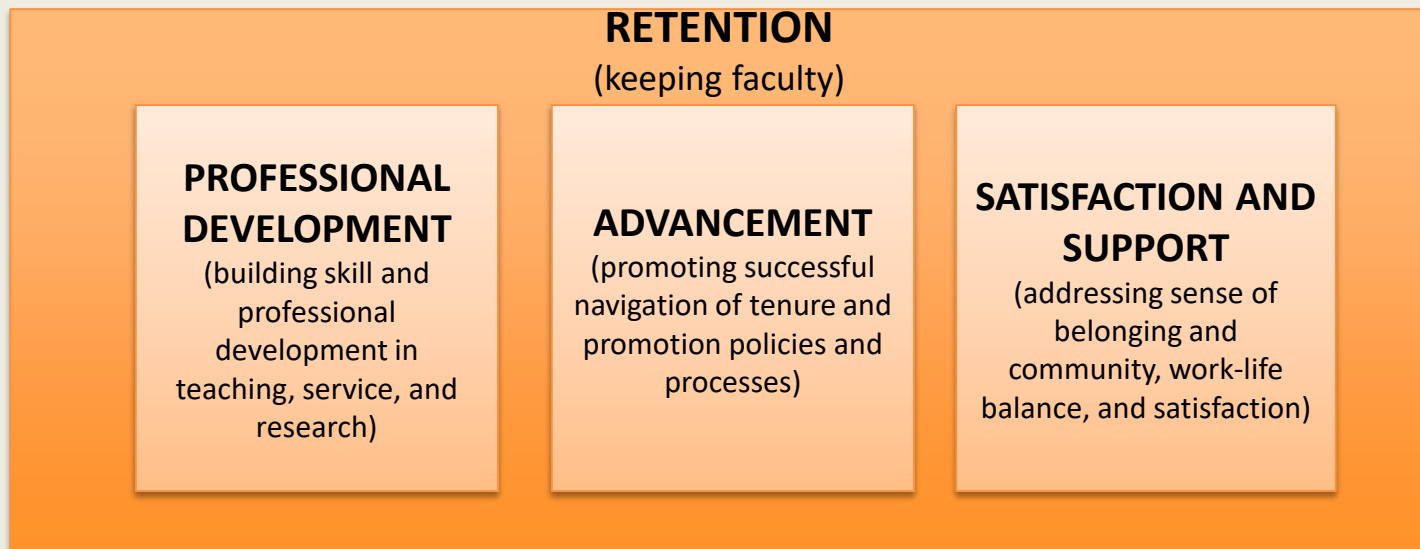 RETENTION
(keeping faculty)
PROFESSIONAL
DEVELOPMENT
(building skill and
professional
development in
teaching, service, and
research)
ADVANCEMENT
(promoting successful
navigation of tenure and
promotion policies and
processes)
SATISFACTION AND
SUPPORT
(addressing sense of
belonging and
community, work-life
balance, and satisfaction)